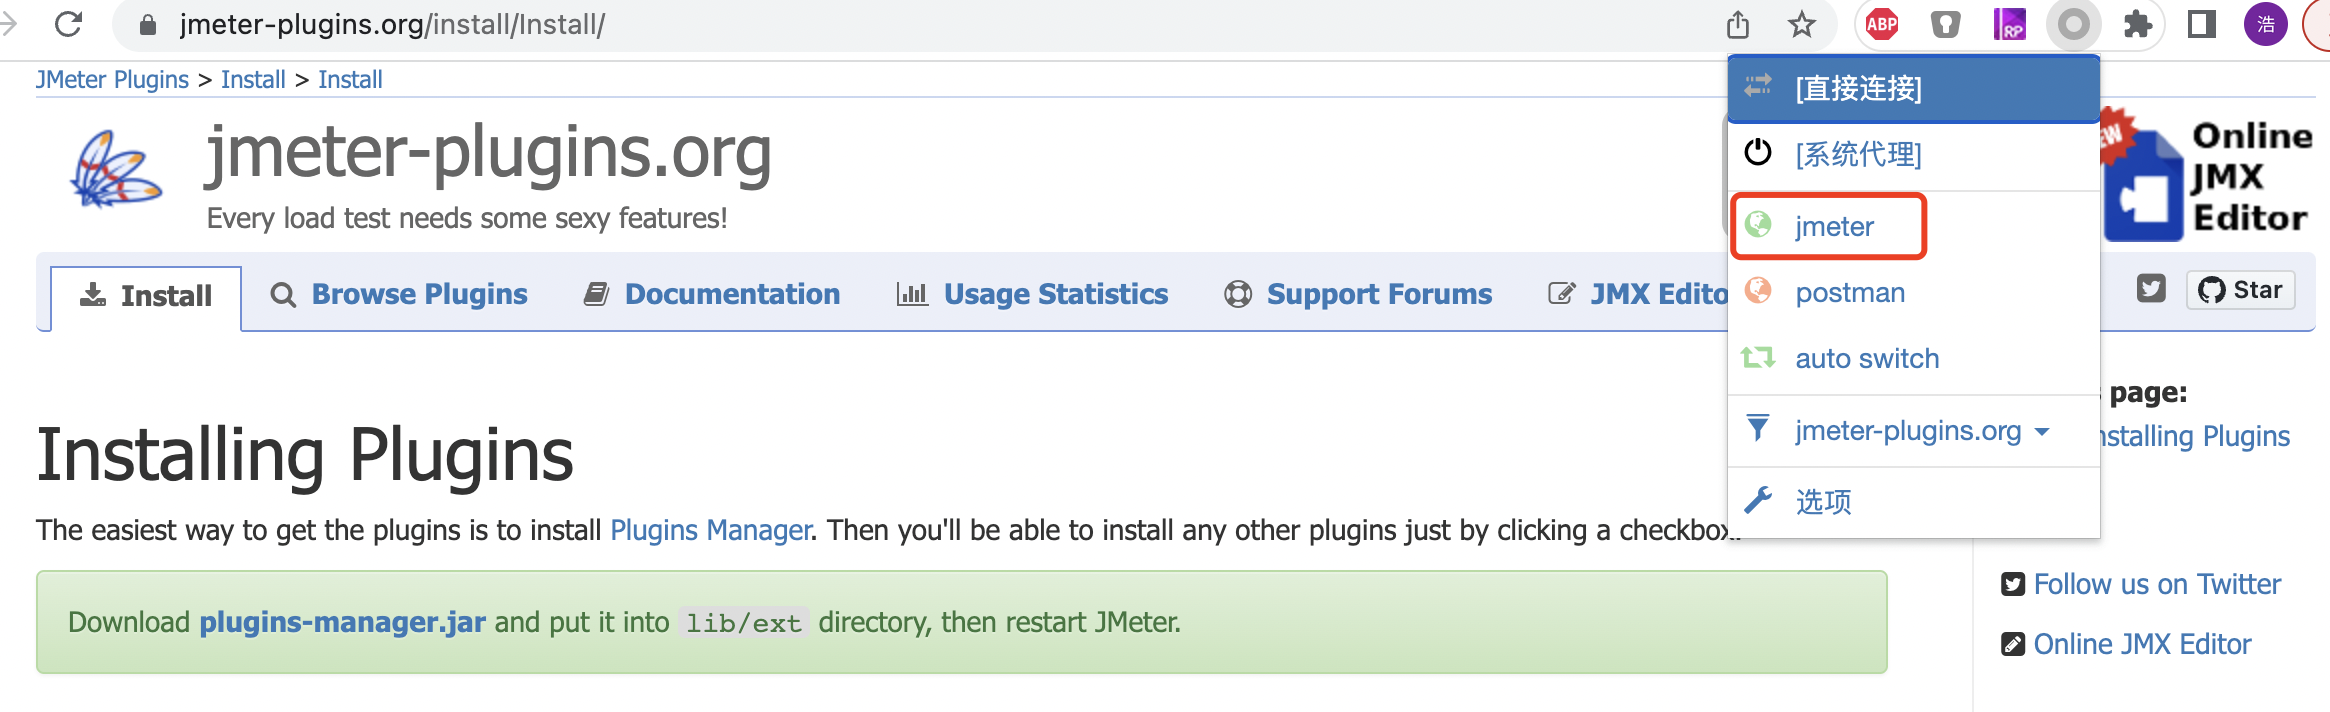 jmeter-plugins.org/install/Install/
ABP
RP
浩
JMeter Plugins > Install > Install
jmeter-plugins.org
Every load test needs some sexy features!
[直接连接]
[系统代理]
jmeter
postman
auto switch
jmeter-plugins.org
选项
Online
JMX
Editor
Install
Browse Plugins
Documentation
Usage Statistics
Support Forums
JMX Edito
Star
page:
nstalling Plugins
Installing Plugins
The easiest way to get the plugins is to install Plugins Manager. Then you'll be able to install any other plugins just by clicking a checkbox.
Download plugins-manager.jar and put it into lib/ext directory, then restart JMeter.
Follow us on Twitter
Online JMX Editor